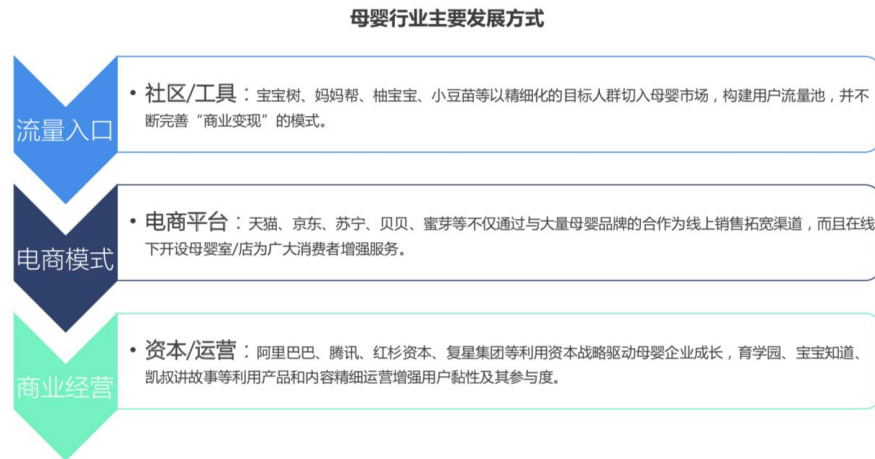 母婴行业主要发展方式
流量入口
• 社区/工具：宝宝树、妈妈帮、柚宝宝、小豆苗等以精细化的目标人群切入母婴市场，构建用户流量池，并不
断完善“商业变现”的模式。
电商模式
• 电商平台：天猫、京东、苏宁、贝贝、蜜芽等不仅通过与大量母婴品牌的合作为线上销售拓宽渠道，而且在线
下开设母婴室/店为广大消费者增强服务。
商业经营
• 资本/运营：阿里巴巴、腾讯、红杉资本、复星集团等利用资本战略驱动母婴企业成长，育学园、宝宝知道、
凯叔讲故事等利用产品和内容精细运营增强用户黏性及其参与度。